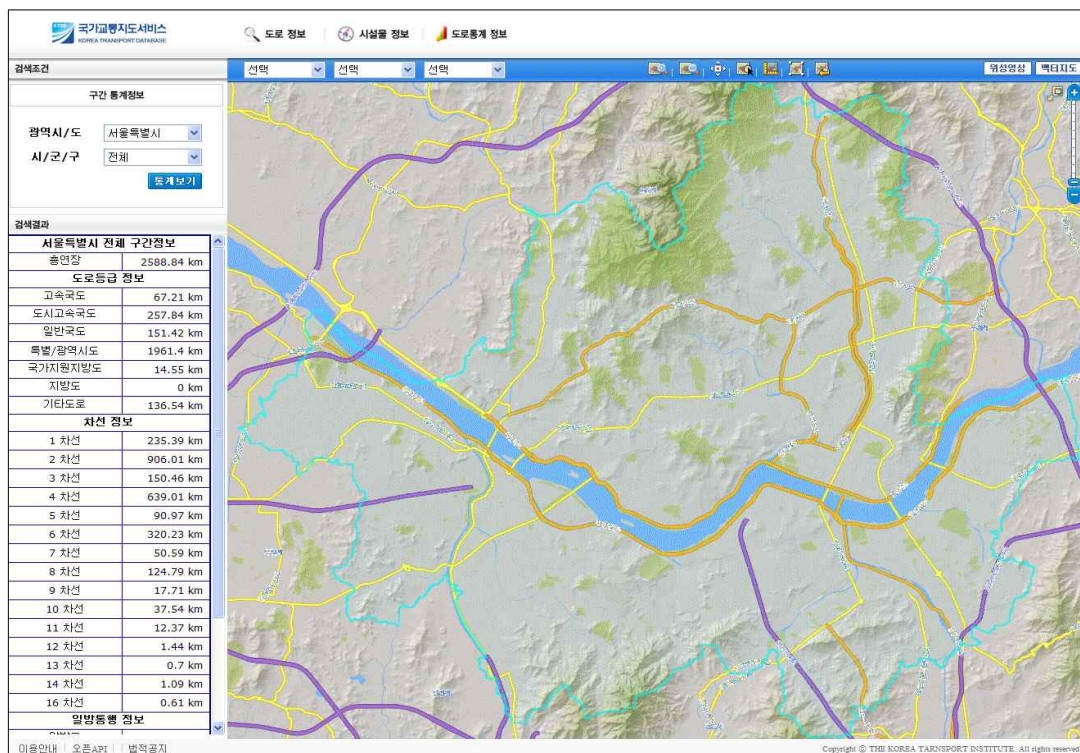 국가교통지도서비스
KOREA TRANSPORT DATABASE
도로 정보
시설물 정보
도로통계 정보
검색조건
선택
선택
선택
위성영상
벡터지도
구간 통계정보
광역시/도 서울특별시
시/군/구 전체
통계보기
검색결과
서울특별시 전체 구간정보
총연장 2588.84 km
도로등급 정보
고속국도 67.21 km
도시고속국도 257.84 km
일반국도 151.42 km
특별/광역시도 1961.4 km
국가지원지방도 14.55 km
지방도 0 km
기타도로 136.54 km
차선 정보
1 차선 235.39 km
2 차선 906.01 km
3 차선 150.46 km
4 차선 639.01 km
5 차선 90.97 km
6 차선 320.23 km
7 차선 50.59 km
8 차선 124.79 km
9 차선 17.71 km
10 차선 37.54 km
11 차선 12.37 km
12 차선 1.44 km
13 차선 0.7 km
14 차선 1.09 km
16 차선 0.61 km
일방통행 정보
이용안내 | 오픈API | 법적공지
Copyright ⓒ THE KOREA TARNSPORT INSTITUTE. All rights reserved